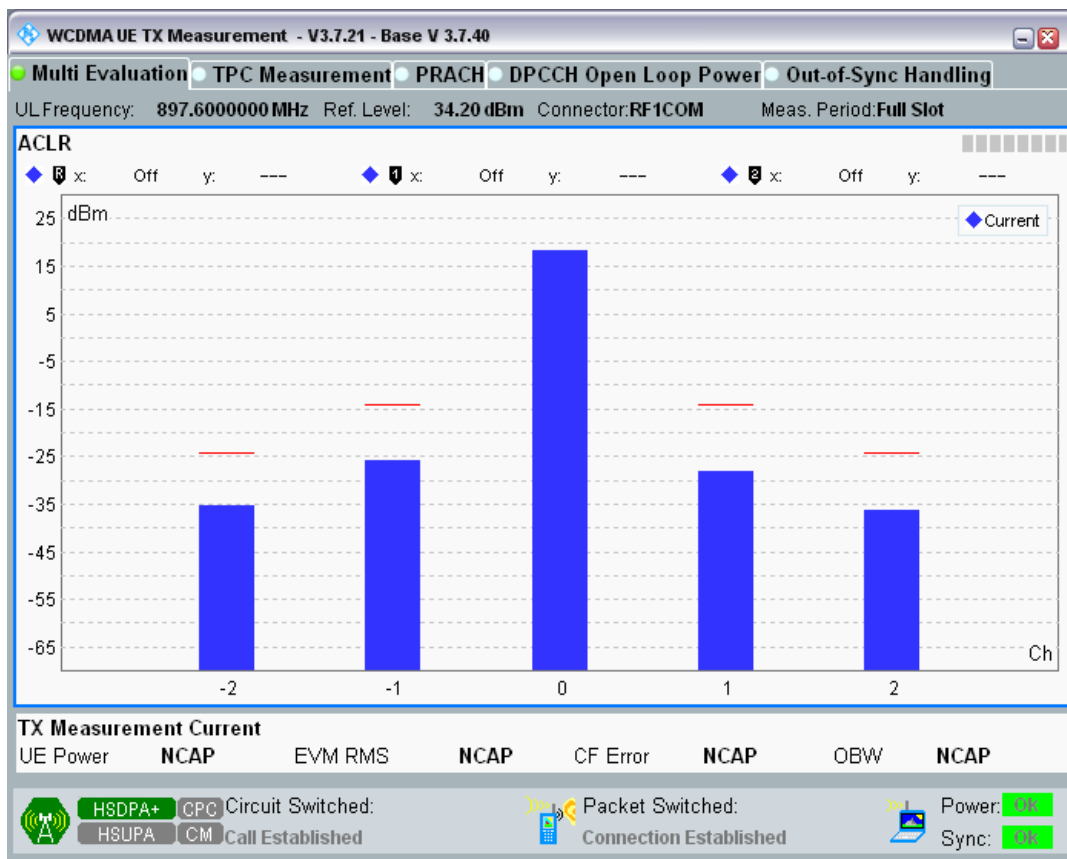 WCDMA UE TX Measurement - V3.7.21 - Base V 3.7.40
Multi Evaluation TPC Measurement PRACH DPCCH Open Loop Power Out-of-Sync Handling
UL Frequency: 897.6000000 MHz Ref. Level: 34.20 dBm Connector:RF1COM Meas. Period:Full Slot
ACLR
R x: Off y: --- 1 x: Off y: --- 2 x: Off y: ---
dBm
Current
25
15
5
-5
-15
-25
-35
-45
-55
-65
Ch
-2 -1 0 1 2
TX Measurement Current
UE Power NCAP EVM RMS NCAP CF Error NCAP OBW NCAP
HSDPA+ CPC Circuit Switched: Packet Switched: Power: OK
HSUPA CM Call Established Connection Established Sync: OK